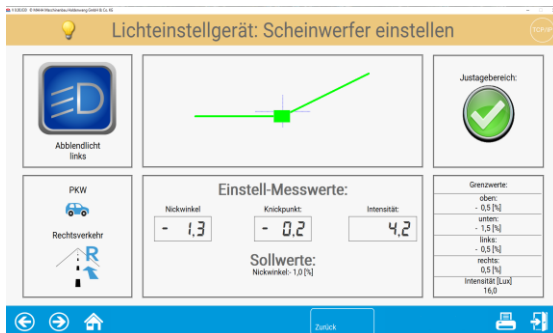 Lichteinstellgerät: Scheinwerfer einstellen
TCP/IP
Abblendlicht
links
Justagebereich:
PKW
Rechtsverkehr
R
Einstell-Messwerte:
Nickwinkel
Knickpunkt:
Intensität:
- 1,3
- 0,2
4,2
Sollwerte:
Nickwinkel:- 1,0 [%]
Grenzwerte:
oben:
- 0,5 [%]
unten:
- 1,5 [%]
links:
- 0,5 [%]
rechts:
0,5 [%]
Intensität [Lux]
16,0
Zurück